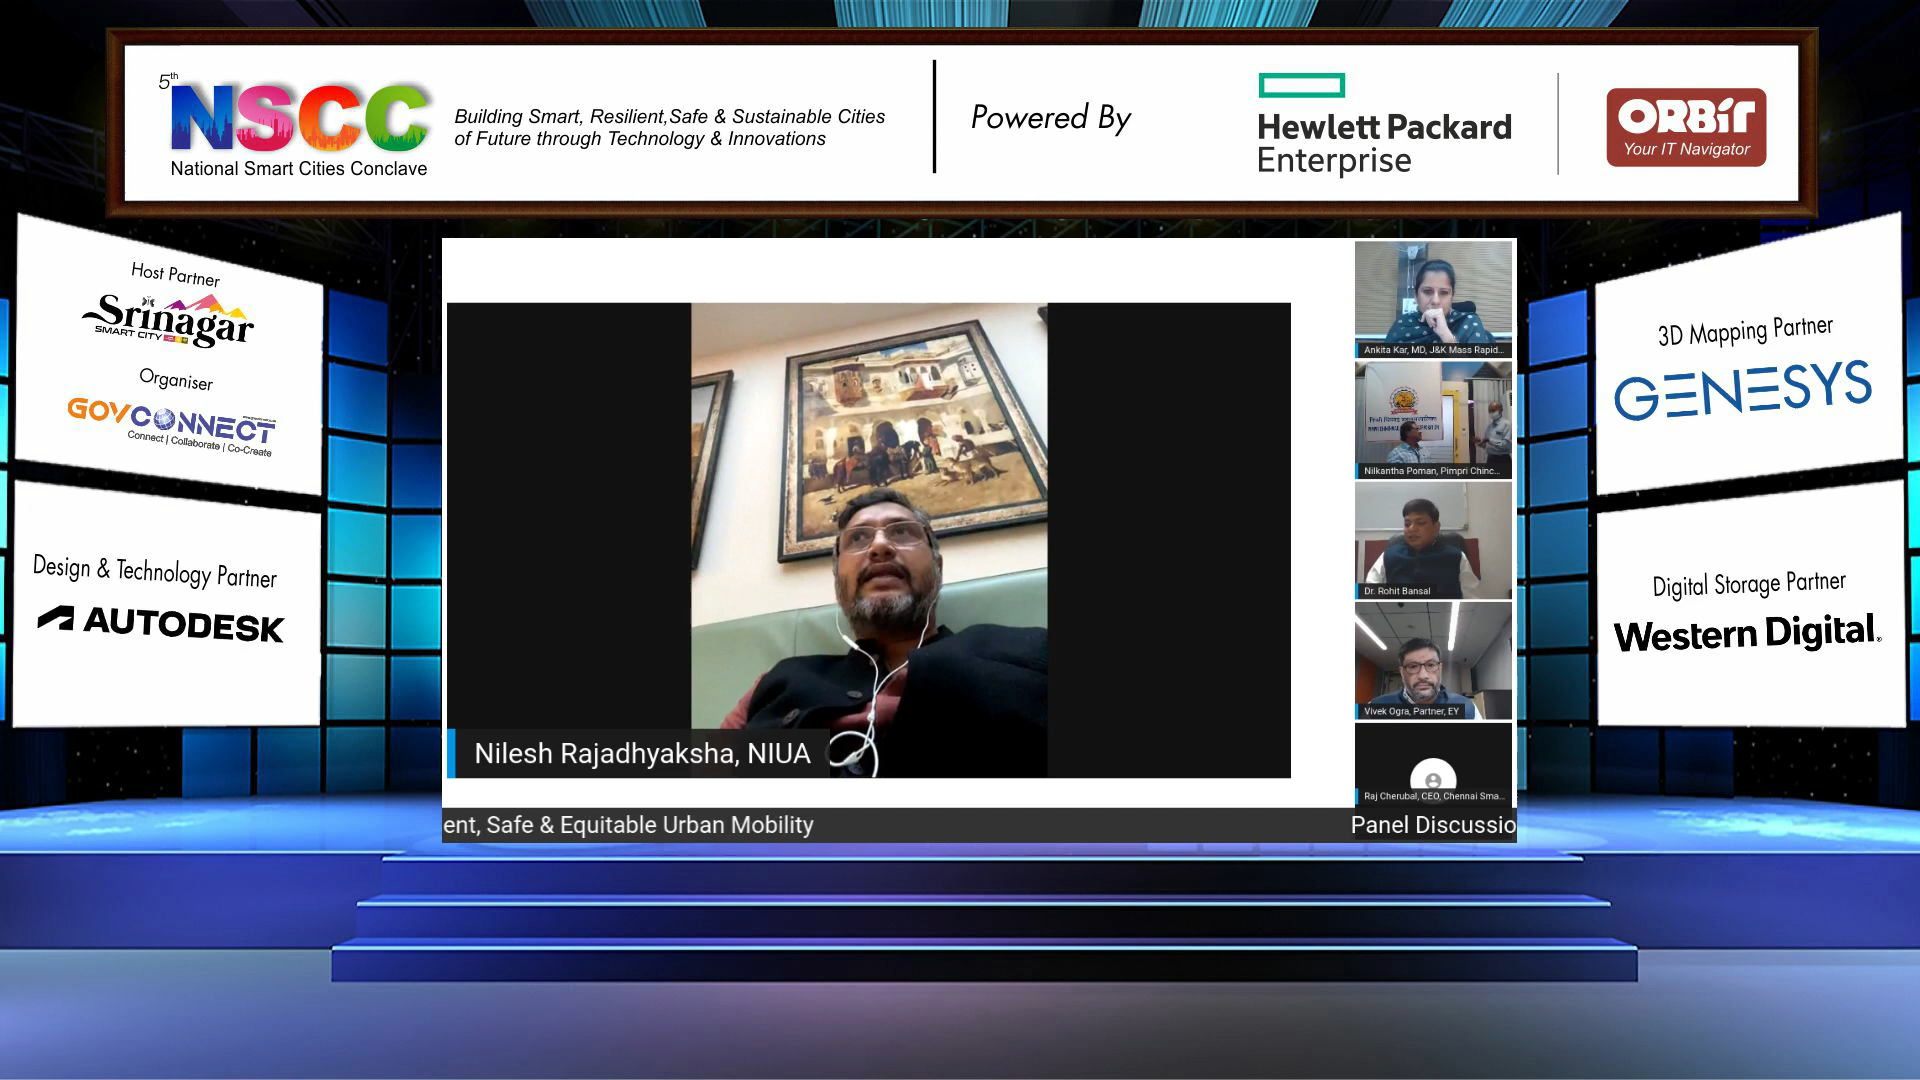 5th
NSCC
National Smart Cities Conclave
Building Smart, Resilient,Safe & Sustainable Cities
of Future through Technology & Innovations
Powered By
Hewlett Packard
Enterprise
ORBIT
Your IT Navigator
Host Partner
Srinagar
SMART CITY
Organiser
GOVCONNECT
Connect | Collaborate | Co-Create
Design & Technology Partner
AUTODESK
Nilesh Rajadhyaksha, NIUA
ent, Safe & Equitable Urban Mobility
Ankita Kar, MD, J&K Mass Rapid...
Nilkantha Poman, Pimpri Chinc...
Dr. Rohit Bansal
Vivek Ogra, Partner, EY
Raj Cherubal, CEO, Chennai Sma...
Panel Discussio
3D Mapping Partner
GENESYS
Digital Storage Partner
Western Digital.